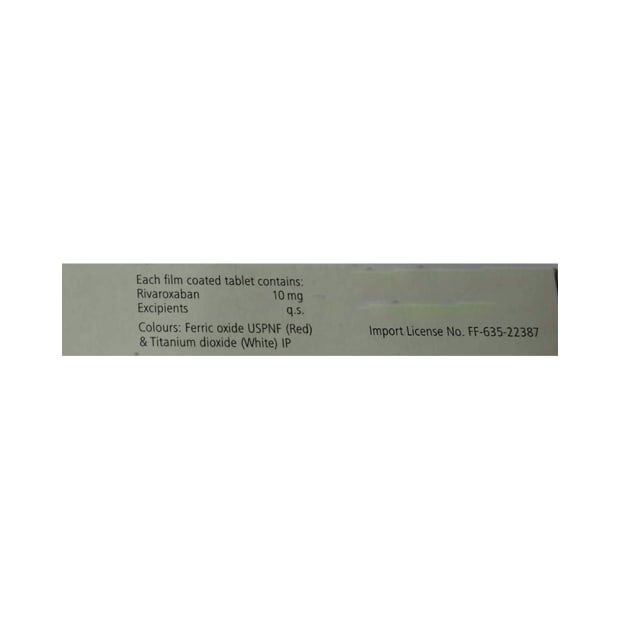 Each film coated tablet contains:
Rivaroxaban 10 mg
Excipients q.s.
Colours: Ferric oxide USPNF (Red)
& Titanium dioxide (White) IP
Import License No. FF-635-22387